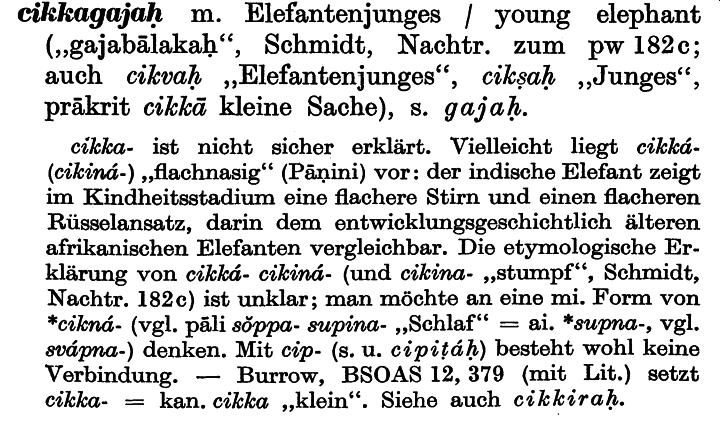 cikkagajaḥ m. Elefantenjunges / young elephant
(„gajabālakaḥ“, Schmidt, Nachtr. zum pw 182c;
auch cikvaḥ „Elefantenjunges“, cikṣaḥ „Junges“,
prākrit cikkā kleine Sache), s. gajaḥ.
cikka- ist nicht sicher erklärt. Vielleicht liegt cikká-
(cikiná-) „flachnasig“ (Pāṇini) vor: der indische Elefant zeigt
im Kindheitsstadium eine flachere Stirn und einen flacheren
Rüsselansatz, darin dem entwicklungsgeschichtlich älteren
afrikanischen Elefanten vergleichbar. Die etymologische Er-
klärung von cikká- cikiná- (und cikina- „stumpf“, Schmidt,
Nachtr. 182c) ist unklar; man möchte an eine mi. Form von
*cikná- (vgl. pāli sŏppa- supina- „Schlaf“ = ai. *supna-, vgl.
svápna-) denken. Mit cip- (s. u. cipiṭáḥ) besteht wohl keine
Verbindung. — Burrow, BSOAS 12, 379 (mit Lit.) setzt
cikka- = kan. cikka „klein“. Siehe auch cikkiraḥ.